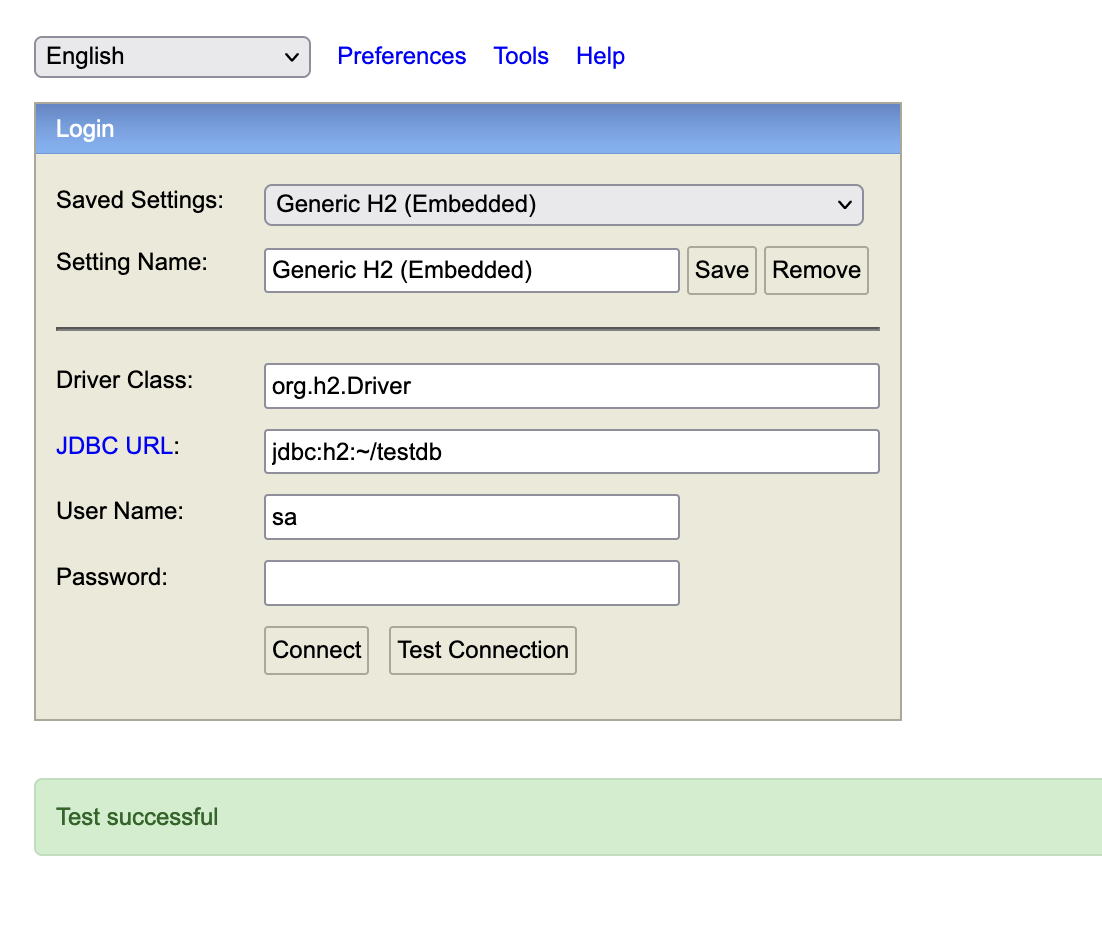 English Preferences Tools Help
Login
Saved Settings: Generic H2 (Embedded)
Setting Name: Generic H2 (Embedded) Save Remove
Driver Class: org.h2.Driver
JDBC URL: jdbc:h2:~/testdb
User Name: sa
Password:
Connect Test Connection
Test successful